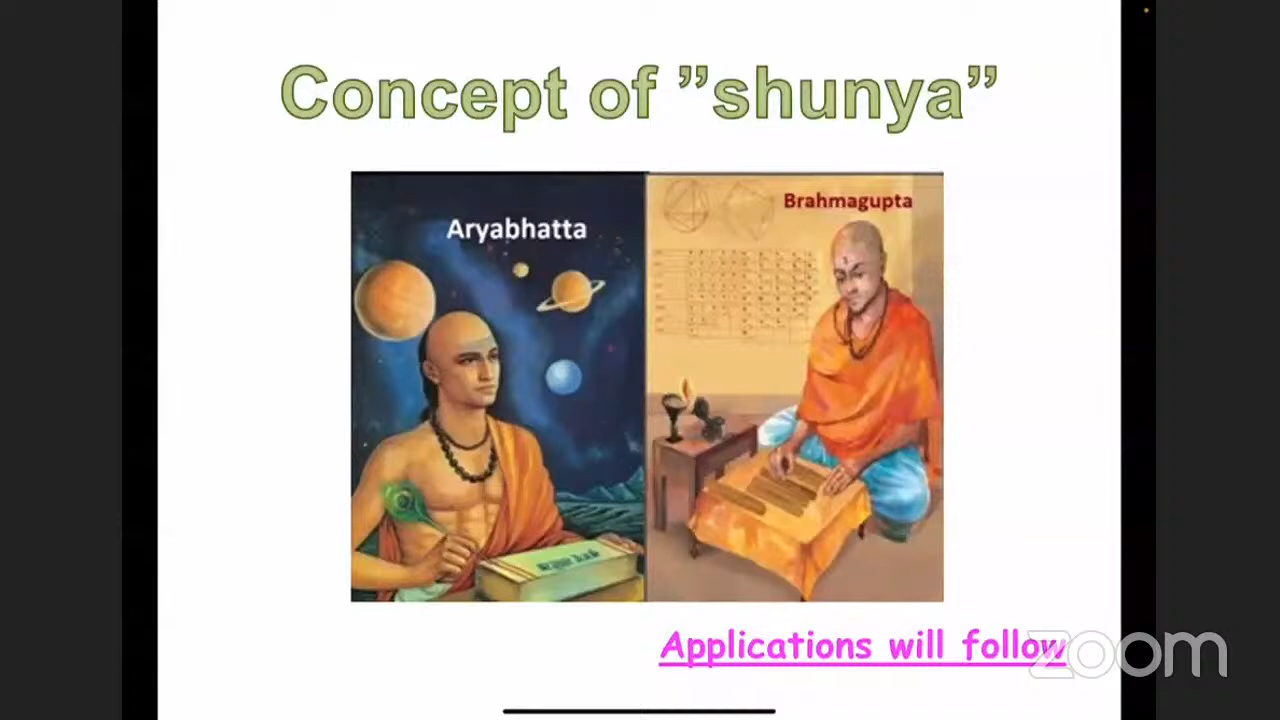 Concept of ”shunya”
Aryabhatta
Brahmagupta
Applications will follow
zoom